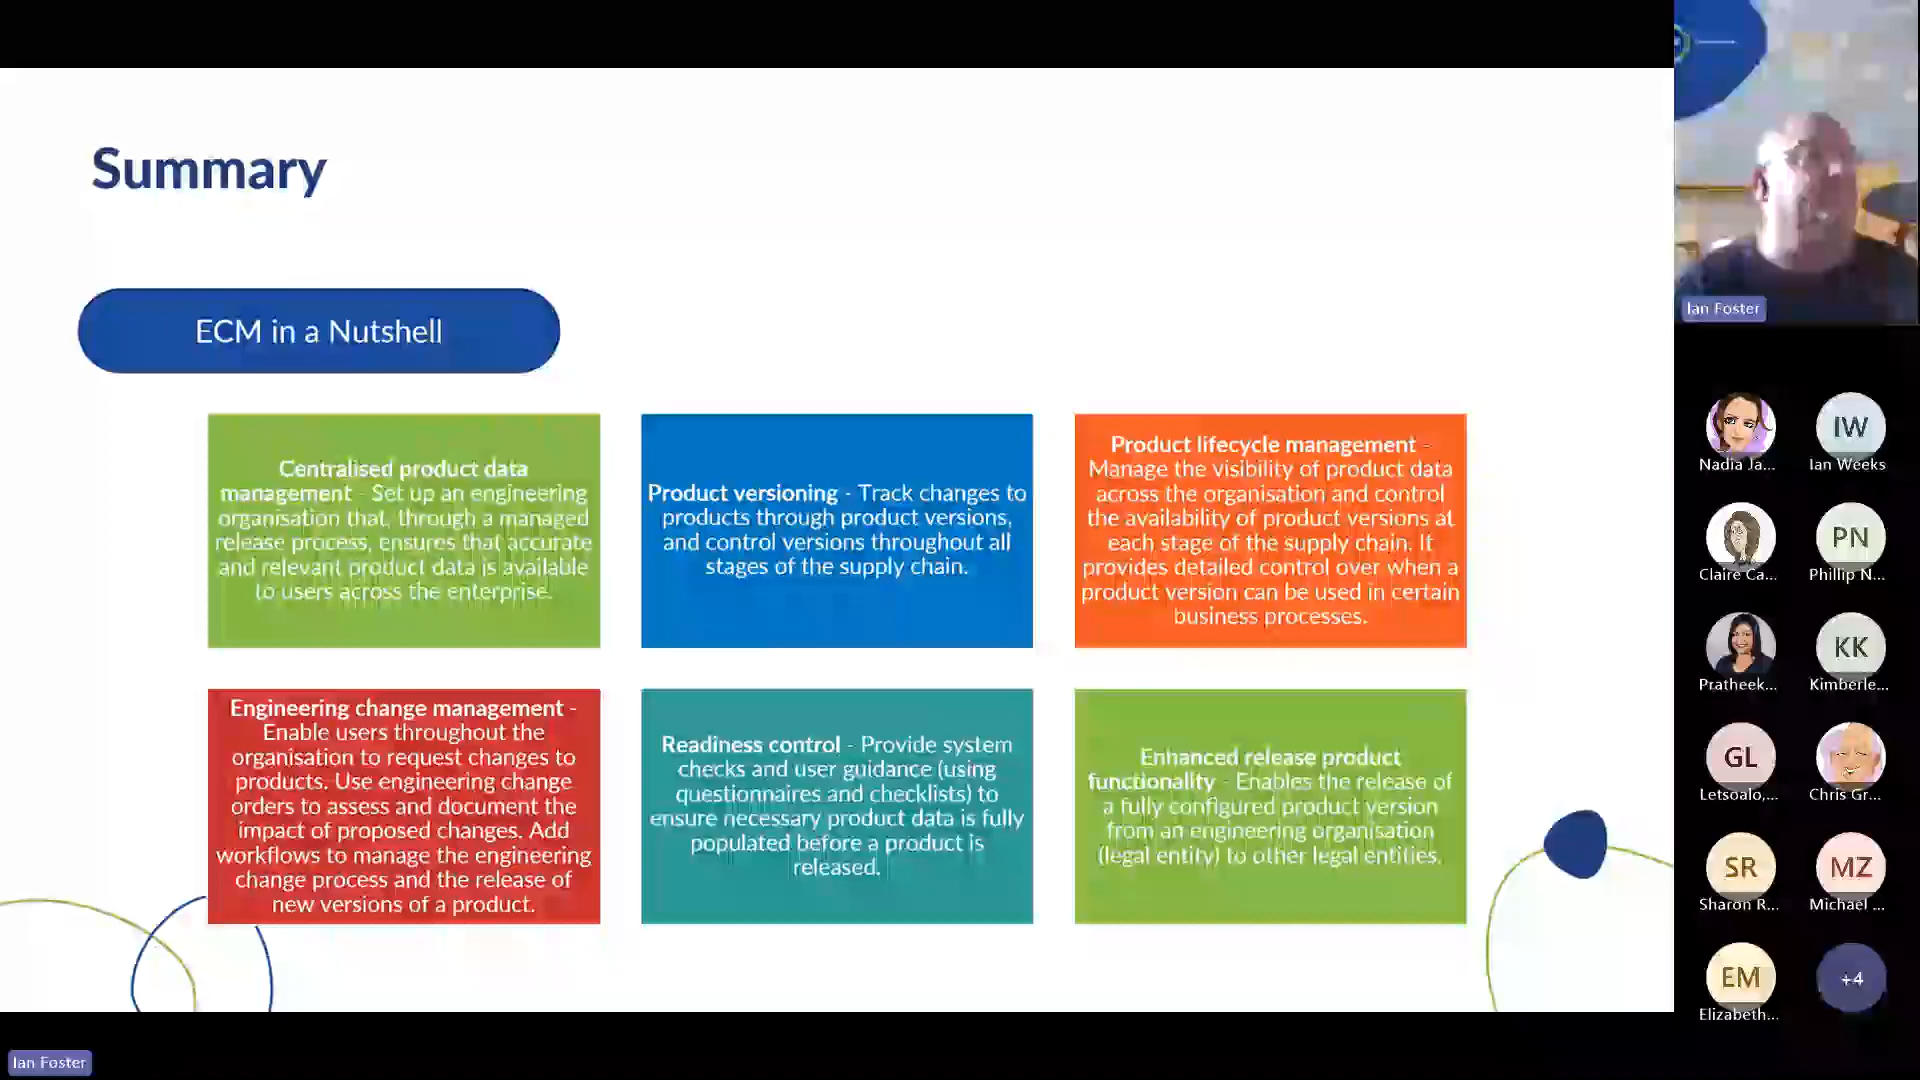 Summary
ECM in a Nutshell
Centralised product data
management - Set up an engineering
organisation that, through a managed
release process, ensures that accurate
and relevant product data is available
to users across the enterprise.
Product versioning - Track changes to
products through product versions,
and control versions throughout all
stages of the supply chain.
Product lifecycle management -
Manage the visibility of product data
across the organisation and control
the availability of product versions at
each stage of the supply chain. It
provides detailed control over when a
product version can be used in certain
business processes.
Engineering change management -
Enable users throughout the
organisation to request changes to
products. Use engineering change
orders to assess and document the
impact of proposed changes. Add
workflows to manage the engineering
change process and the release of
new versions of a product.
Readiness control - Provide system
checks and user guidance (using
questionnaires and checklists) to
ensure necessary product data is fully
populated before a product is
released.
Enhanced release product
functionality - Enables the release of
a fully configured product version
from an engineering organisation
(legal entity) to other legal entities.
Ian Foster
IW
Nadia Ja...
Ian Weeks
PN
Claire Ca...
Phillip N...
KK
Pratheek...
Kimberle...
GL
Letsoalo,...
Chris Gr...
SR
MZ
Sharon R...
Michael ...
EM
+4
Elizabeth...
Ian Foster